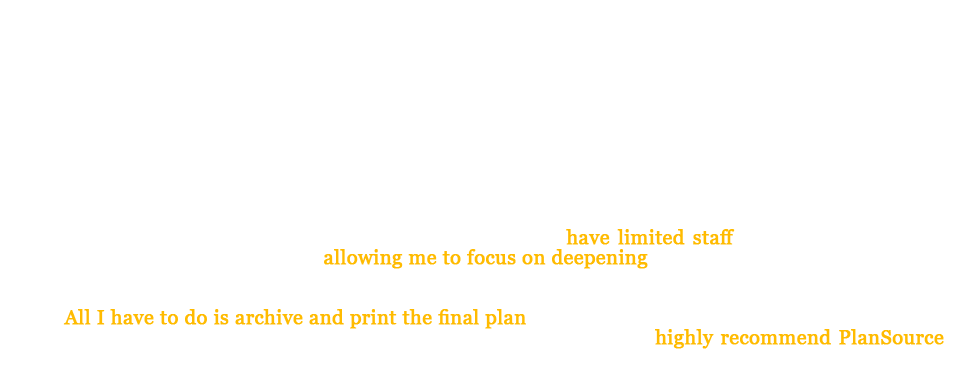 have limited staff
allowing me to focus on deepening
All I have to do is archive and print the final plan
highly recommend PlanSource